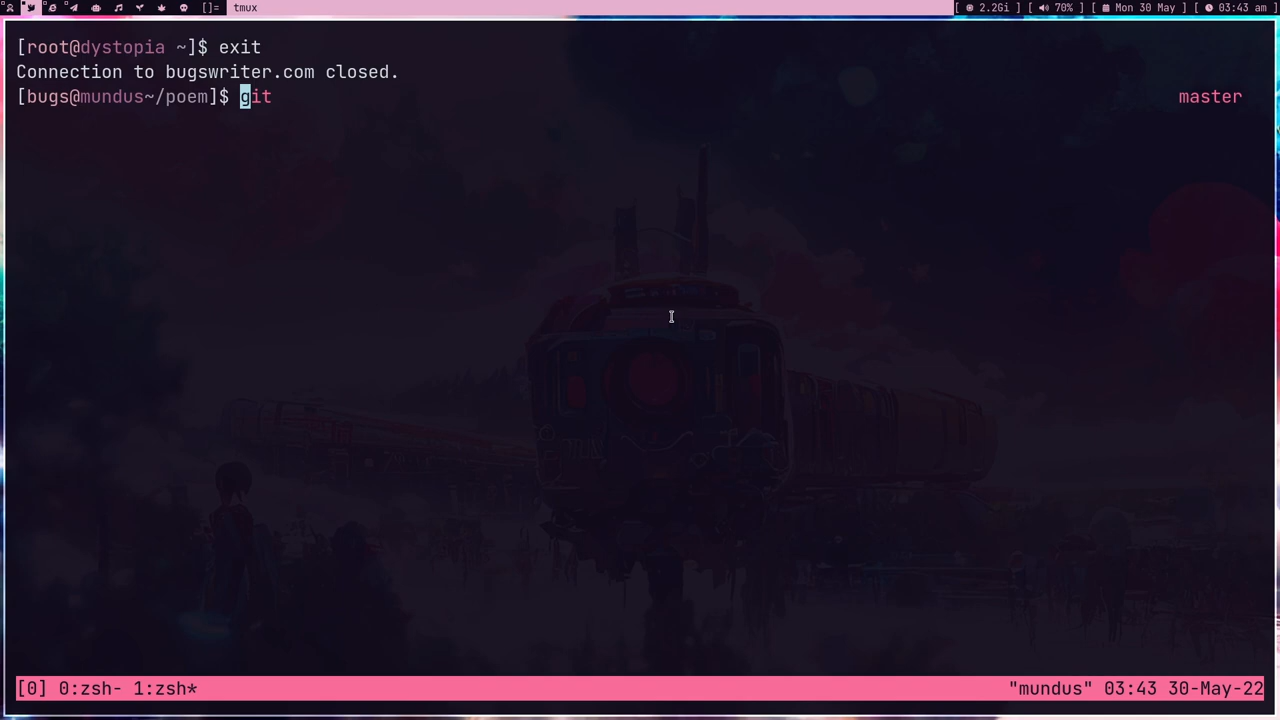 []= tmux [ 2.2Gi ] [ 70% ] [ Mon 30 May ] [ 03:43 am ]
[root@dystopia ~]$ exit
Connection to bugswriter.com closed.
[bugs@mundus~/poem]$ git master
[0] 0:zsh- 1:zsh* "mundus" 03:43 30-May-22